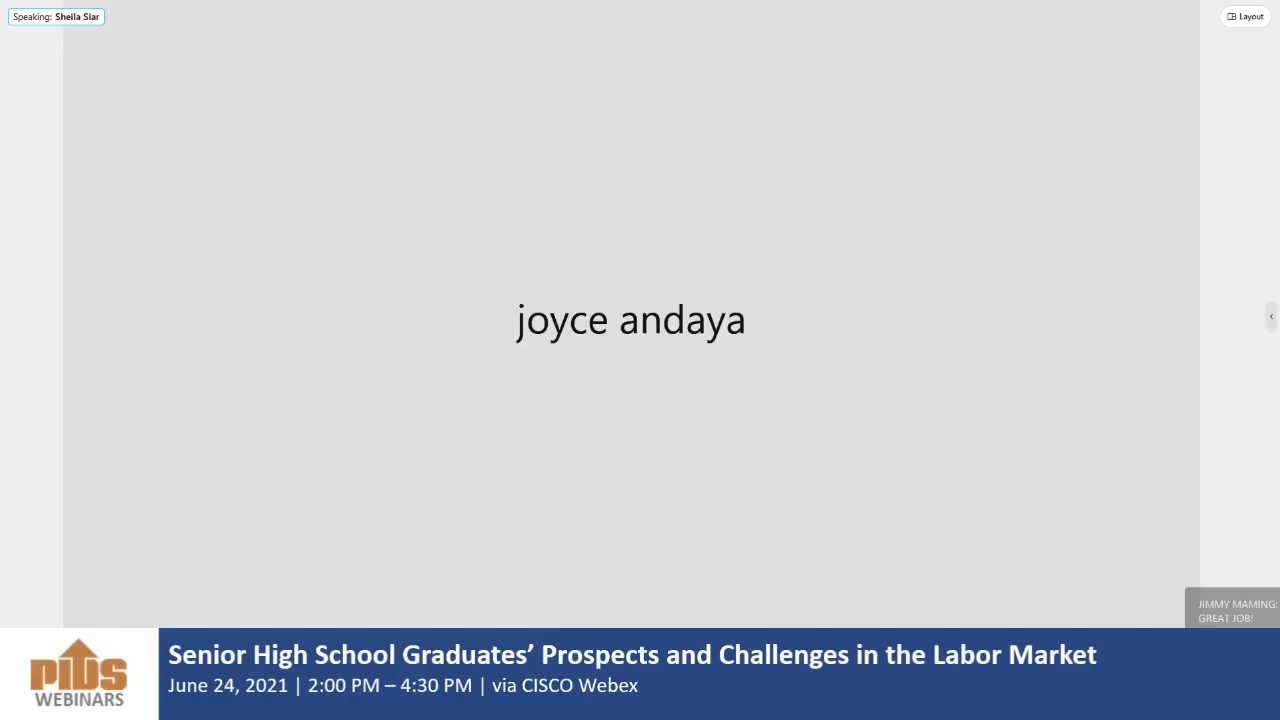 Speaking: Sheila Siar
Layout
joyce andaya
JIMMY MAMING:
GREAT JOB!
PIDS
WEBINARS
Senior High School Graduates’ Prospects and Challenges in the Labor Market
June 24, 2021 | 2:00 PM – 4:30 PM | via CISCO Webex